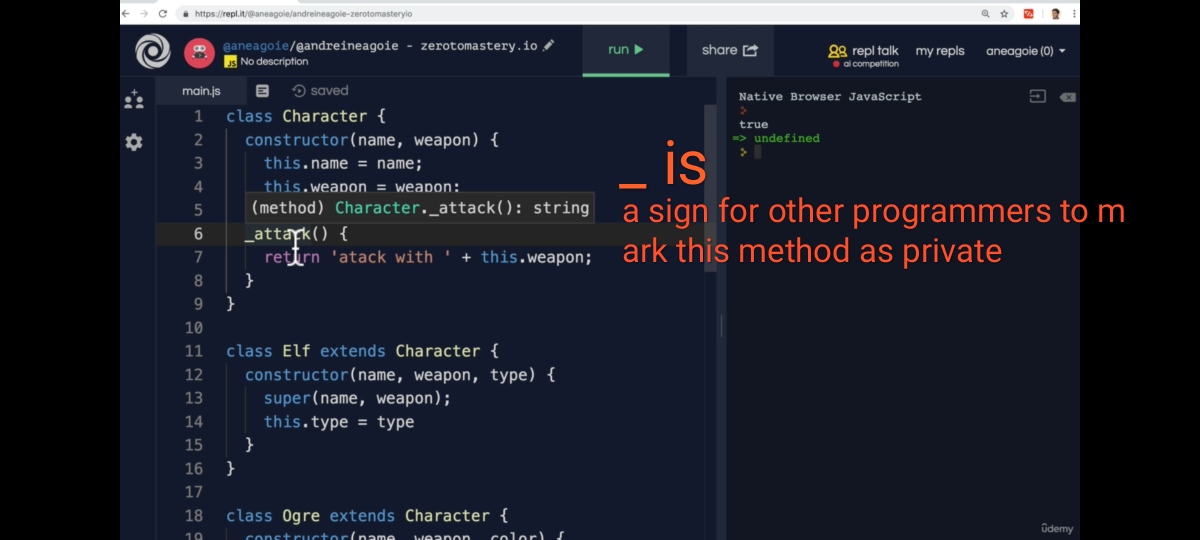 https://repl.it/@aneagoie/andreineagoie-zerotomasteryio
@aneagoie/@andreineagoie - zerotomastery.io
JS No description
run
share
repl talk
ai competition
my repls
aneagoie (0)
main.js
saved
1 class Character {
2 constructor(name, weapon) {
3 this.name = name;
4 this.weapon = weapon;
5 (method) Character._attack(): string
6 _attack() {
7 return 'atack with ' + this.weapon;
8 }
9 }
10
11 class Elf extends Character {
12 constructor(name, weapon, type) {
13 super(name, weapon);
14 this.type = type
15 }
16 }
17
18 class Ogre extends Character {
19 constructor(name, weapon, color) {
Native Browser JavaScript
true
=> undefined
_ is
a sign for other programmers to m
ark this method as private
ûdemy